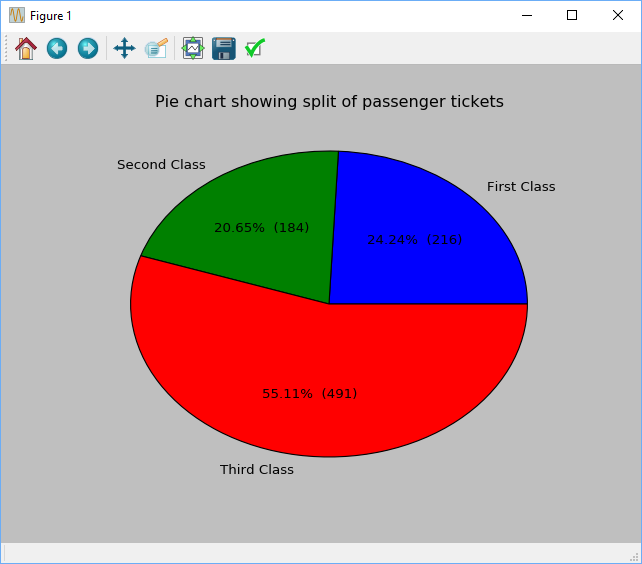 Figure 1
Pie chart showing split of passenger tickets
Second Class
First Class
20.65% (184)
24.24% (216)
55.11% (491)
Third Class